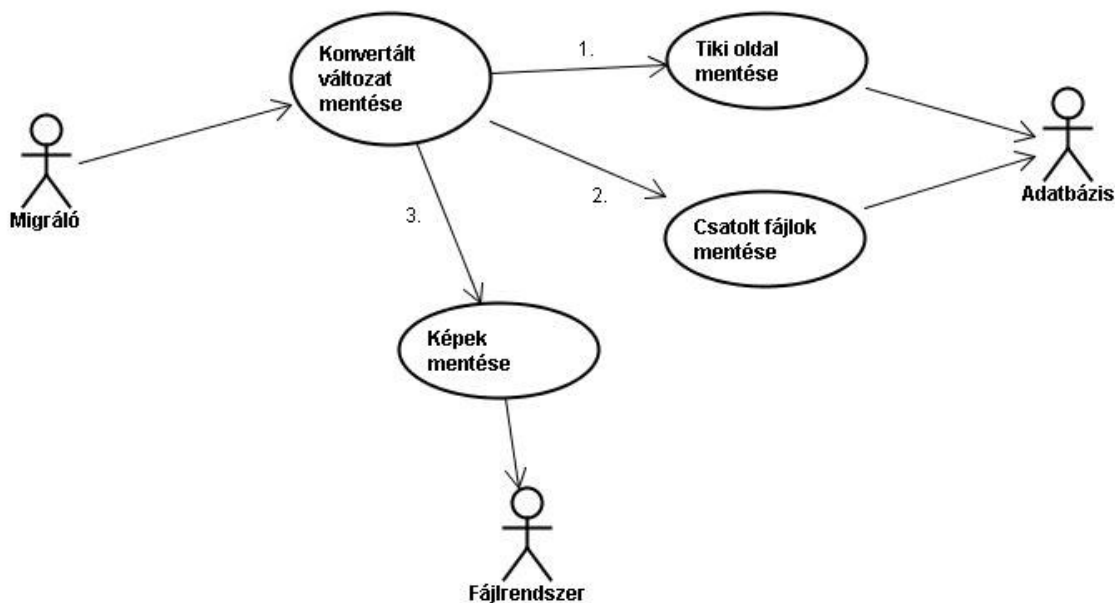 Konvertált
változat
mentése
1.
Tiki oldal
mentése
Migráló
2.
Adatbázis
3.
Csatolt fájlok
mentése
Képek
mentése
Fájlrendszer